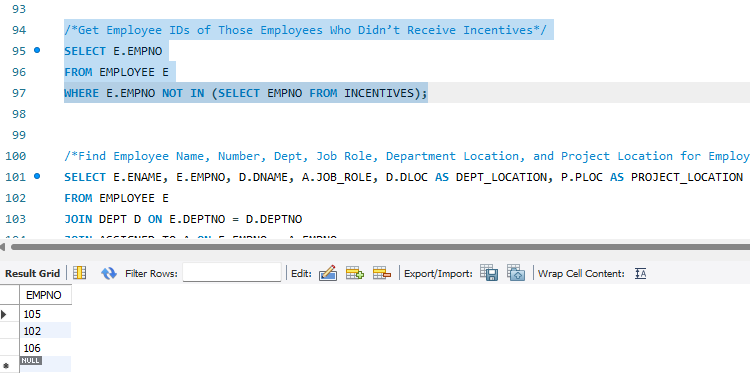 93
94 /*Get Employee IDs of Those Employees Who Didn’t Receive Incentives*/
95 SELECT E.EMPNO
96 FROM EMPLOYEE E
97 WHERE E.EMPNO NOT IN (SELECT EMPNO FROM INCENTIVES);
98
99
100 /*Find Employee Name, Number, Dept, Job Role, Department Location, and Project Location for Employ
101 SELECT E.ENAME, E.EMPNO, D.DNAME, A.JOB_ROLE, D.DLOC AS DEPT_LOCATION, P.PLOC AS PROJECT_LOCATION
102 FROM EMPLOYEE E
103 JOIN DEPT D ON E.DEPTNO = D.DEPTNO
Result Grid Filter Rows: Edit: Export/Import: Wrap Cell Content: IA
EMPNO
105
102
106
NULL